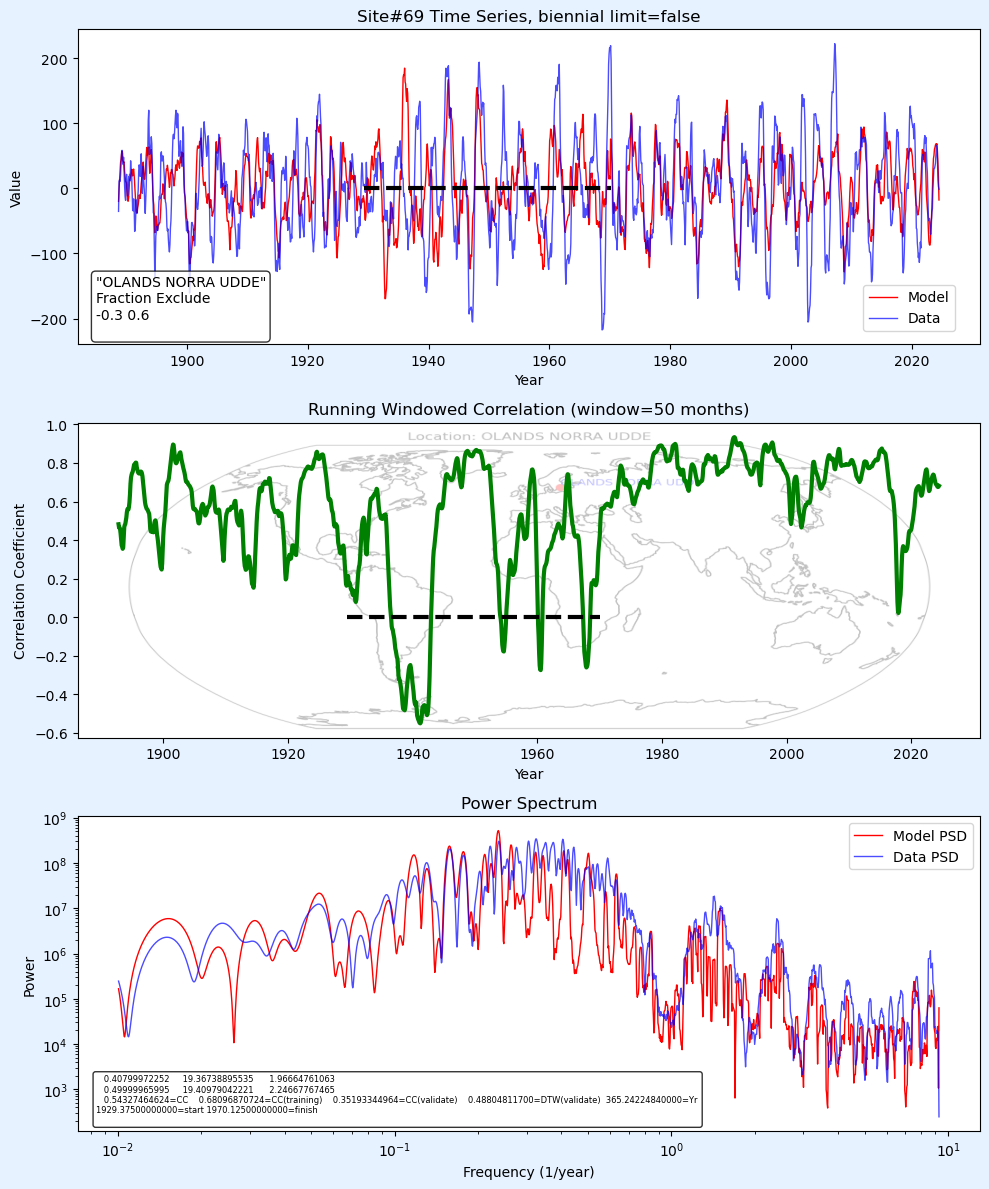 Site#69 Time Series, biennial limit=false
Value
200
100
0
−100
−200
"OLANDS NORRA UDDE"
Fraction Exclude
-0.3 0.6
Model
Data
1900 1920 1940 1960 1980 2000 2020
Year
Running Windowed Correlation (window=50 months)
Location: OLANDS NORRA UDDE
OLANDS NORRA UDDE
Correlation Coefficient
1.0
0.8
0.6
0.4
0.2
0.0
−0.2
−0.4
−0.6
1900 1920 1940 1960 1980 2000 2020
Year
Power Spectrum
Model PSD
Data PSD
Power
10⁹
10⁸
10⁷
10⁶
10⁵
10⁴
10³
0.40799972252 19.36738895535 1.96664761063
0.49999965995 19.40979042221 2.24667767465
0.54327464624=CC 0.68096870724=CC(training) 0.35193344964=CC(validate) 0.48804811700=DTW(validate) 365.24224840000=Yr
1929.37500000000=start 1970.12500000000=finish
10⁻² 10⁻¹ 10⁰ 10¹
Frequency (1/year)